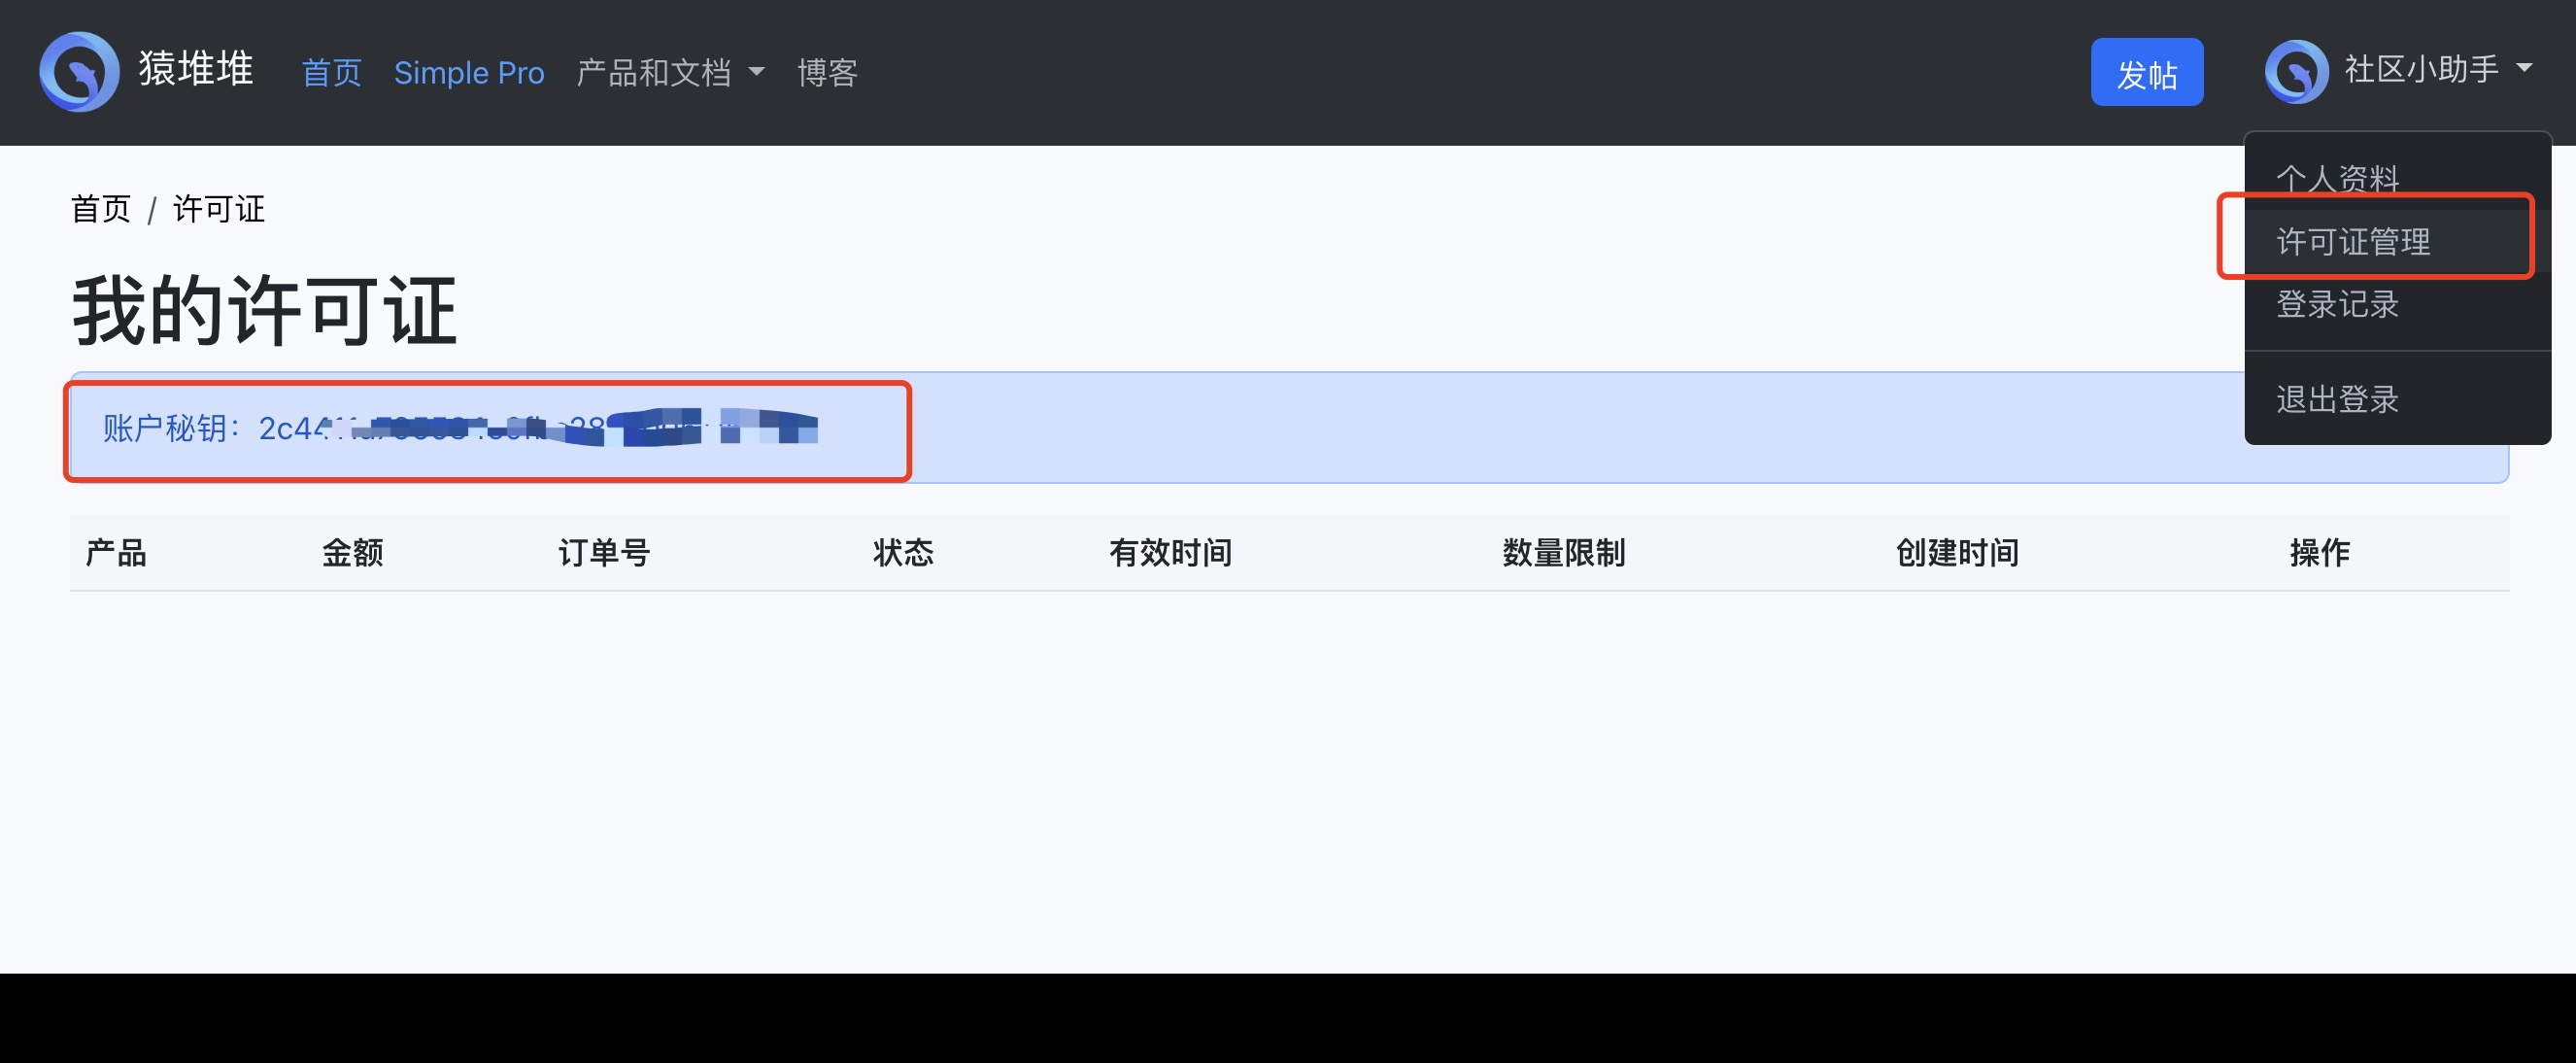 猿堆堆 首页 Simple Pro 产品和文档 博客 发帖 社区小助手
个人资料
许可证管理
登录记录
退出登录
首页 / 许可证
我的许可证
账户秘钥：
产品 金额 订单号 状态 有效时间 数量限制 创建时间 操作